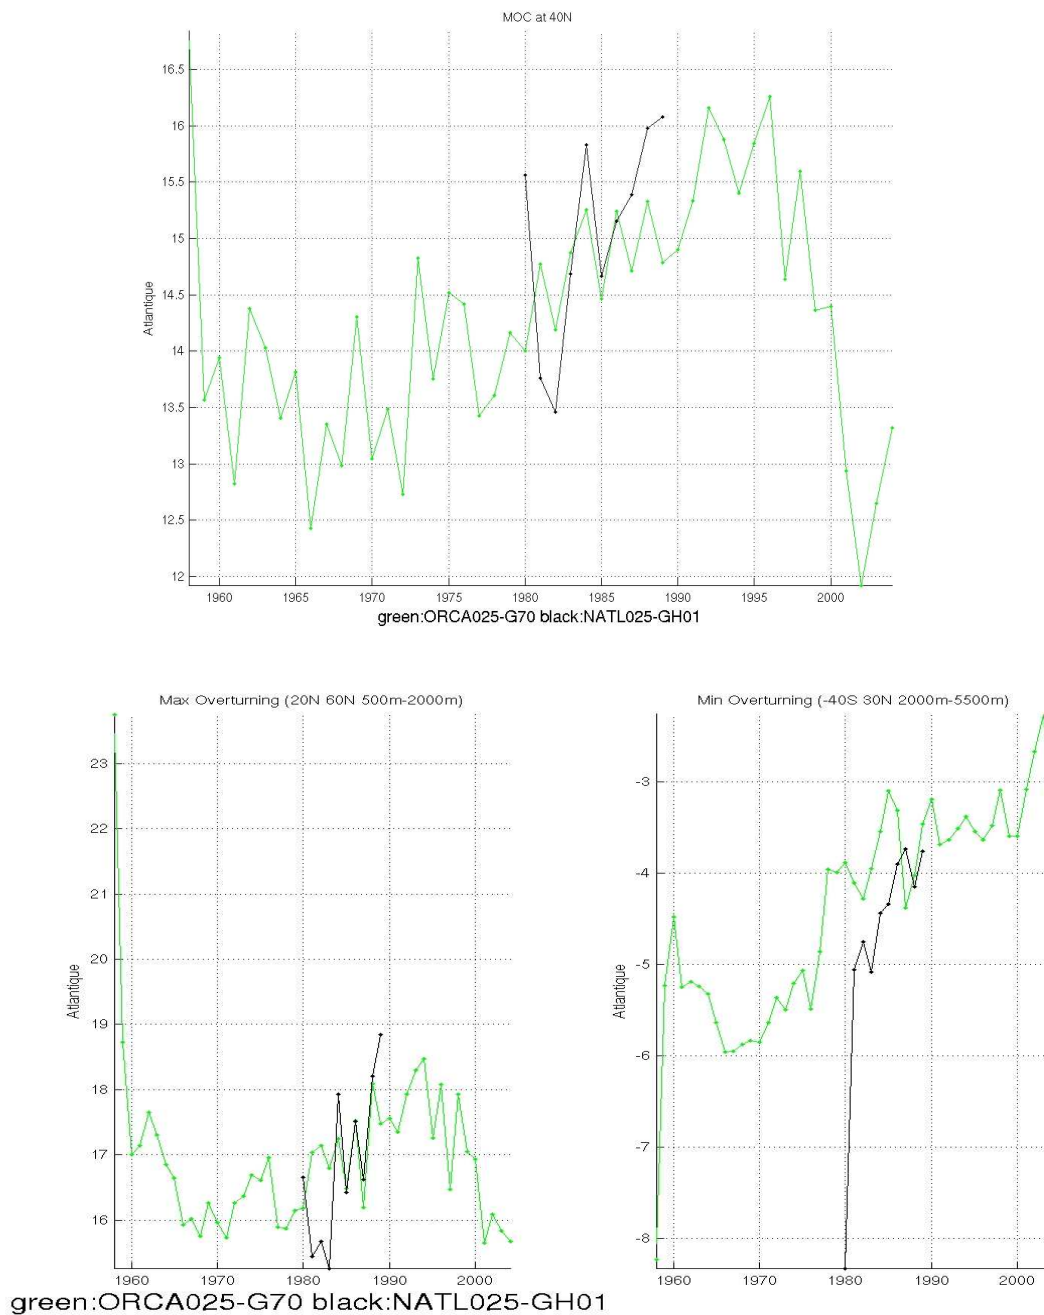 MOC at 40N
16.5
16
15.5
15
14.5
14
13.5
13
12.5
12
Atlantique
1960 1965 1970 1975 1980 1985 1990 1995 2000
green:ORCA025-G70 black:NATL025-GH01
Max Overturning (20N 60N 500m-2000m)
23
22
21
20
19
18
17
16
Atlantique
1960 1970 1980 1990 2000
Min Overturning (-40S 30N 2000m-5500m)
-3
-4
-5
-6
-7
-8
Atlantique
1960 1970 1980 1990 2000
green:ORCA025-G70 black:NATL025-GH01